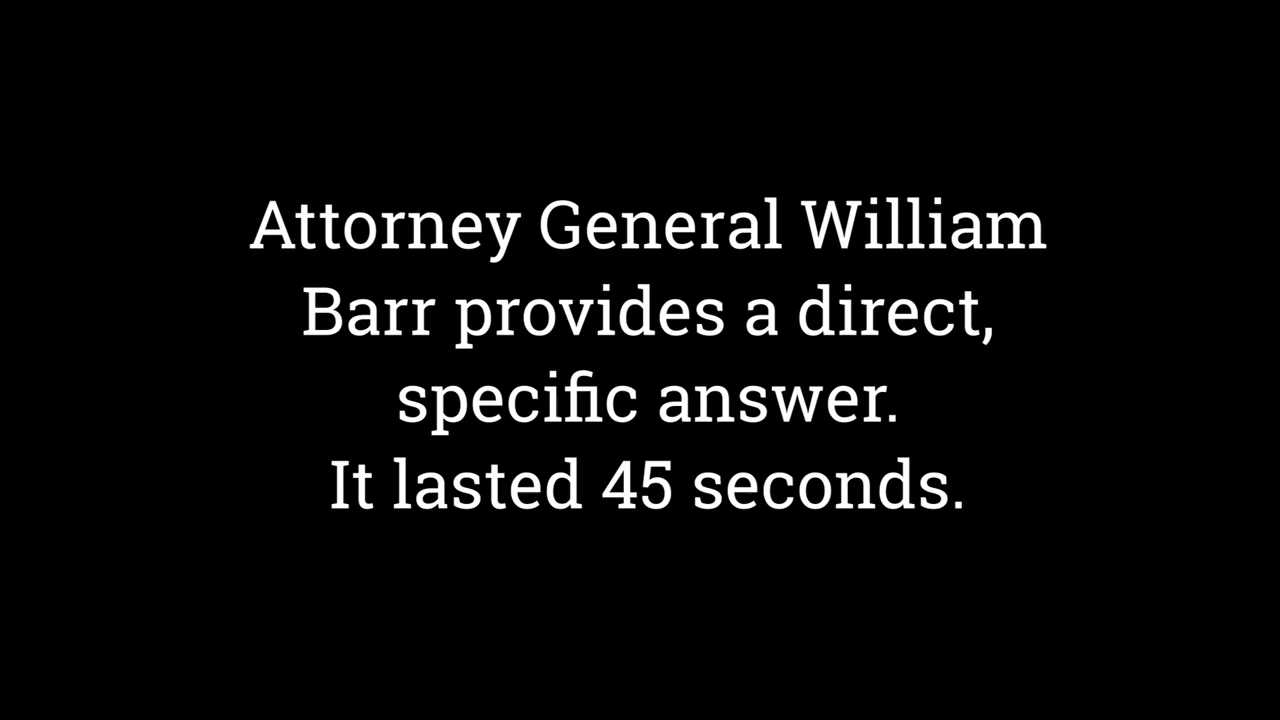 Attorney General William
Barr provides a direct,
specific answer.
It lasted 45 seconds.